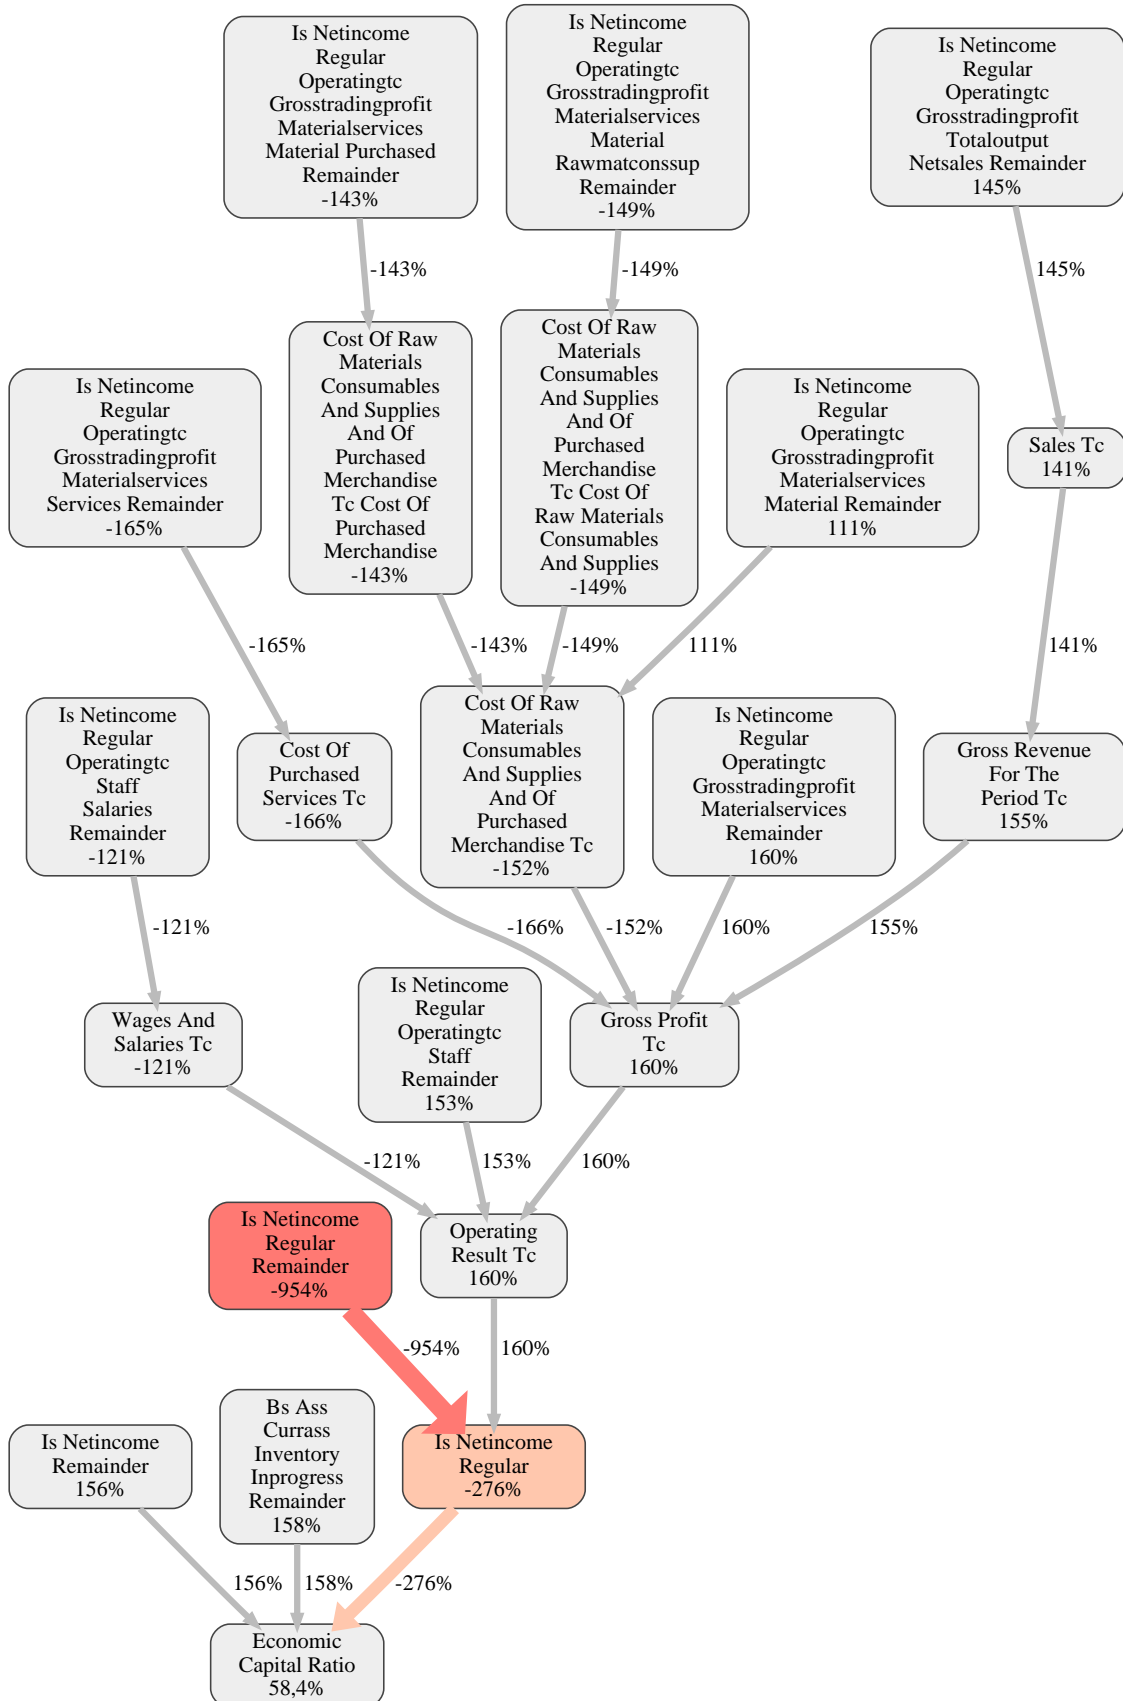 Is Netincome
Regular
Operatingtc
Grosstradingprofit
Materialservices
Material Purchased
Remainder
-143%
Is Netincome
Regular
Operatingtc
Grosstradingprofit
Materialservices
Material
Rawmatconssup
Remainder
-149%
Is Netincome
Regular
Operatingtc
Grosstradingprofit
Totaloutput
Netsales Remainder
145%
-143%
-149%
145%
Is Netincome
Regular
Operatingtc
Grosstradingprofit
Materialservices
Services Remainder
-165%
Cost Of Raw
Materials
Consumables
And Supplies
And Of
Purchased
Merchandise
Tc Cost Of
Purchased
Merchandise
-143%
Cost Of Raw
Materials
Consumables
And Supplies
And Of
Purchased
Merchandise
Tc Cost Of
Raw Materials
Consumables
And Supplies
-149%
Is Netincome
Regular
Operatingtc
Grosstradingprofit
Materialservices
Material Remainder
111%
Sales Tc
141%
-165%
-143%
-149%
111%
141%
Is Netincome
Regular
Operatingtc
Staff
Salaries
Remainder
-121%
Cost Of
Purchased
Services Tc
-166%
Cost Of Raw
Materials
Consumables
And Supplies
And Of
Purchased
Merchandise Tc
-152%
Is Netincome
Regular
Operatingtc
Grosstradingprofit
Materialservices
Remainder
160%
Gross Revenue
For The
Period Tc
155%
-121%
-166%
-152%
160%
155%
Wages And
Salaries Tc
-121%
Is Netincome
Regular
Operatingtc
Staff
Remainder
153%
Gross Profit
Tc
160%
-121%
153%
160%
Is Netincome
Regular
Remainder
-954%
Operating
Result Tc
160%
-954%
160%
Is Netincome
Remainder
156%
Bs Ass
Currass
Inventory
Inprogress
Remainder
158%
Is Netincome
Regular
-276%
156%
158%
-276%
Economic
Capital Ratio
58,4%